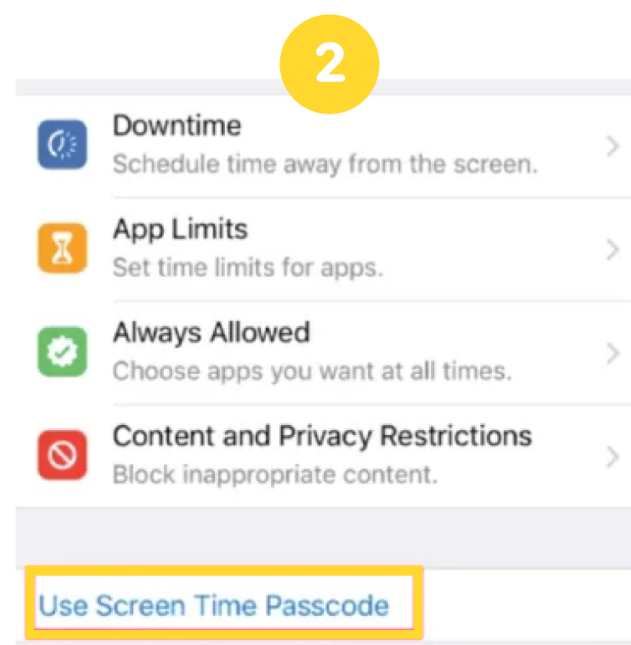 2
Downtime
Schedule time away from the screen.
App Limits
Set time limits for apps.
Always Allowed
Choose apps you want at all times.
Content and Privacy Restrictions
Block inappropriate content.
Use Screen Time Passcode